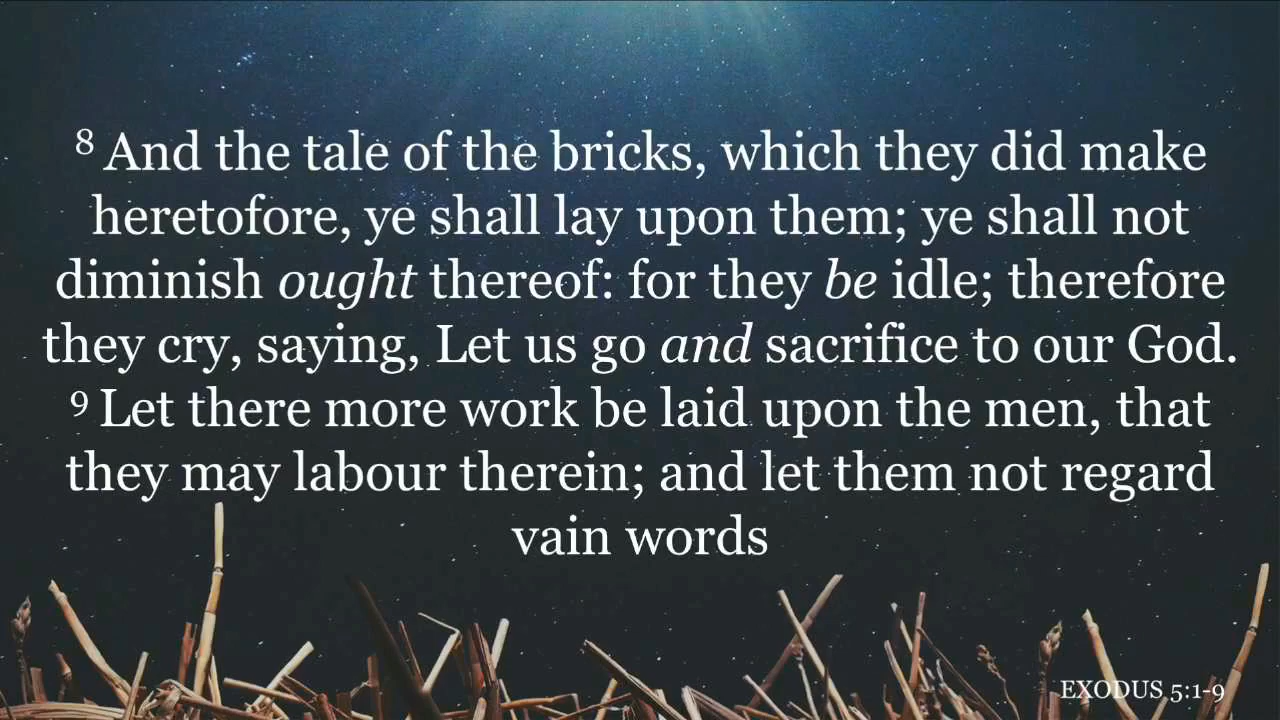 8 And the tale of the bricks, which they did make
heretofore, ye shall lay upon them; ye shall not
diminish ought thereof: for they be idle; therefore
they cry, saying, Let us go and sacrifice to our God.
9 Let there more work be laid upon the men, that
they may labour therein; and let them not regard
vain words
EXODUS 5:1-9